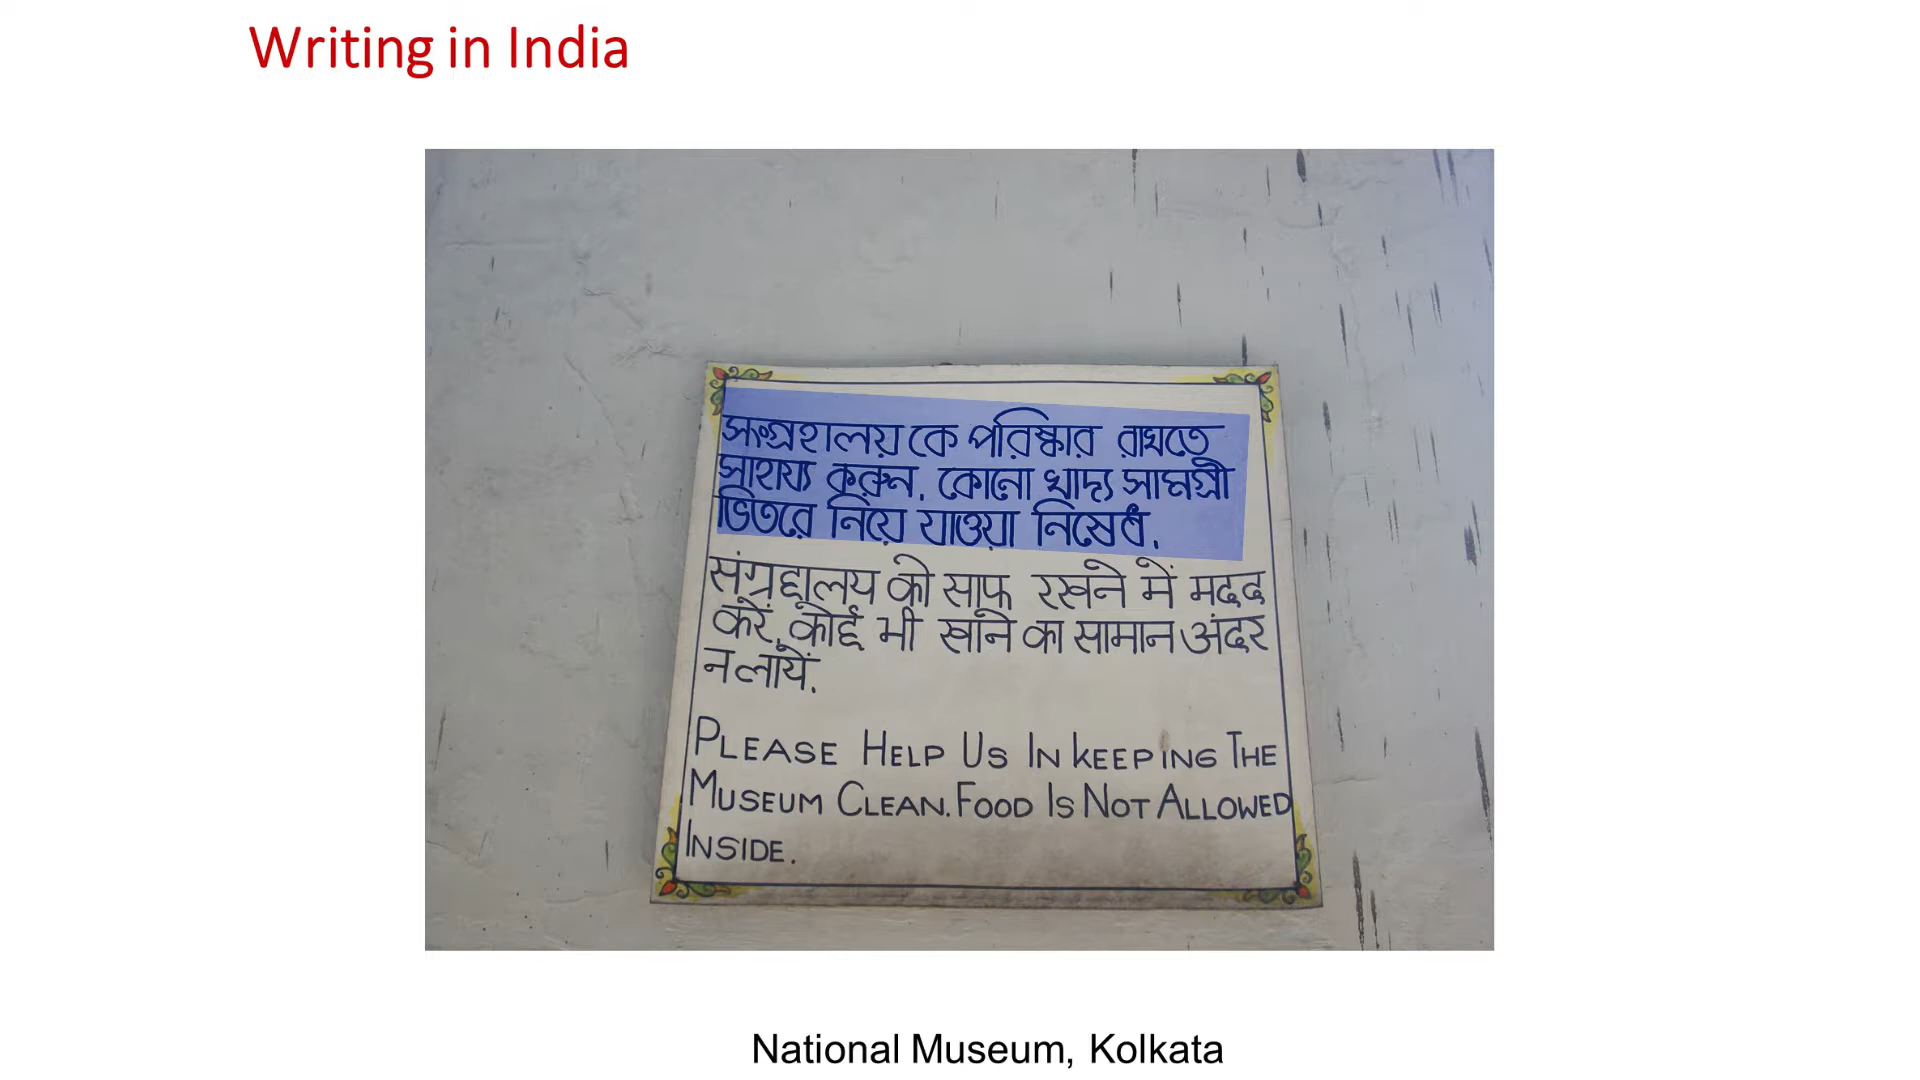 Writing in India
সংগ্রহালয় কে পরিষ্কার রাখতে
সাহায্য করুন. কোনো খাদ্য সামগ্রী
ভিতরে নিয়ে যাওয়া নিষেধ.
संग्रहालय को साफ रखने में मदद
करें, कोई भी खाने का सामान अंदर
न लायें.
PLEASE HELP US IN KEEPING THE
MUSEUM CLEAN. FOOD IS NOT ALLOWED
INSIDE.
National Museum, Kolkata